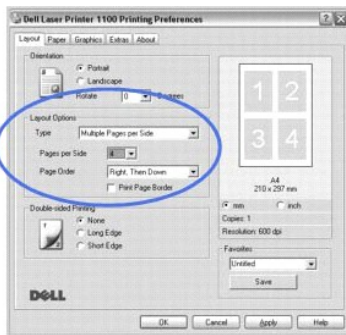 Dell Laser Printer 1100 Printing Preferences
Layout Paper Graphics Extras About
Orientation
Portrait
Landscape
Rotate 0 Degrees
Layout Options
Type Multiple Pages per Side
Pages per Side 4
Page Order Right, Then Down
Print Page Border
Double-sided Printing
None
Long Edge
Short Edge
1 2
3 4
A4
210 x 297 mm
mm inch
Copies: 1
Resolution: 600 dpi
Favorites
Untitled
Save
DELL
OK Cancel Apply Help